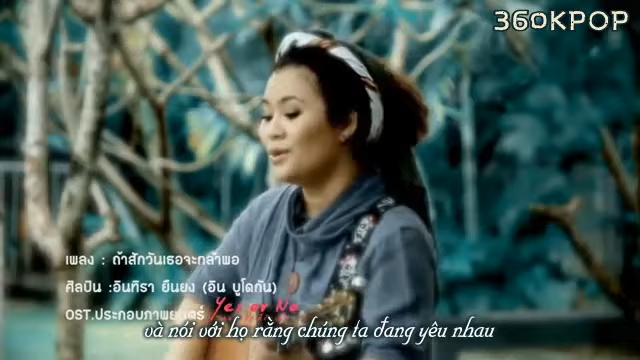 360KPOP
เพลง : ถ้าสักวันเธอจะกล้าพอ
ศิลปิน :อินทิรา ยืนยง (อิน บูโดกัน)
OST.ประกอบภาพยนตร์ Yes or No
và nói với họ rằng chúng ta đang yêu nhau